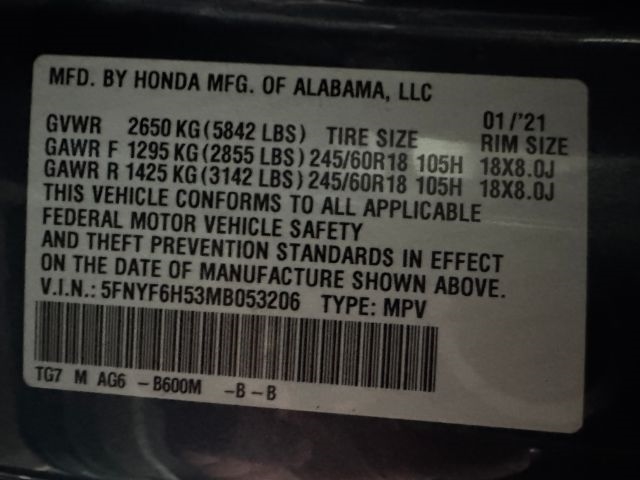 MFD. BY HONDA MFG. OF ALABAMA, LLC
01/'21
GVWR 2650 KG (5842 LBS) TIRE SIZE RIM SIZE
GAWR F 1295 KG (2855 LBS) 245/60R18 105H 18X8.0J
GAWR R 1425 KG (3142 LBS) 245/60R18 105H 18X8.0J
THIS VEHICLE CONFORMS TO ALL APPLICABLE
FEDERAL MOTOR VEHICLE SAFETY
AND THEFT PREVENTION STANDARDS IN EFFECT
ON THE DATE OF MANUFACTURE SHOWN ABOVE.
V.I.N.: 5FNYF6H53MB053206 TYPE: MPV
TG7 M AG6 -B600M -B-B